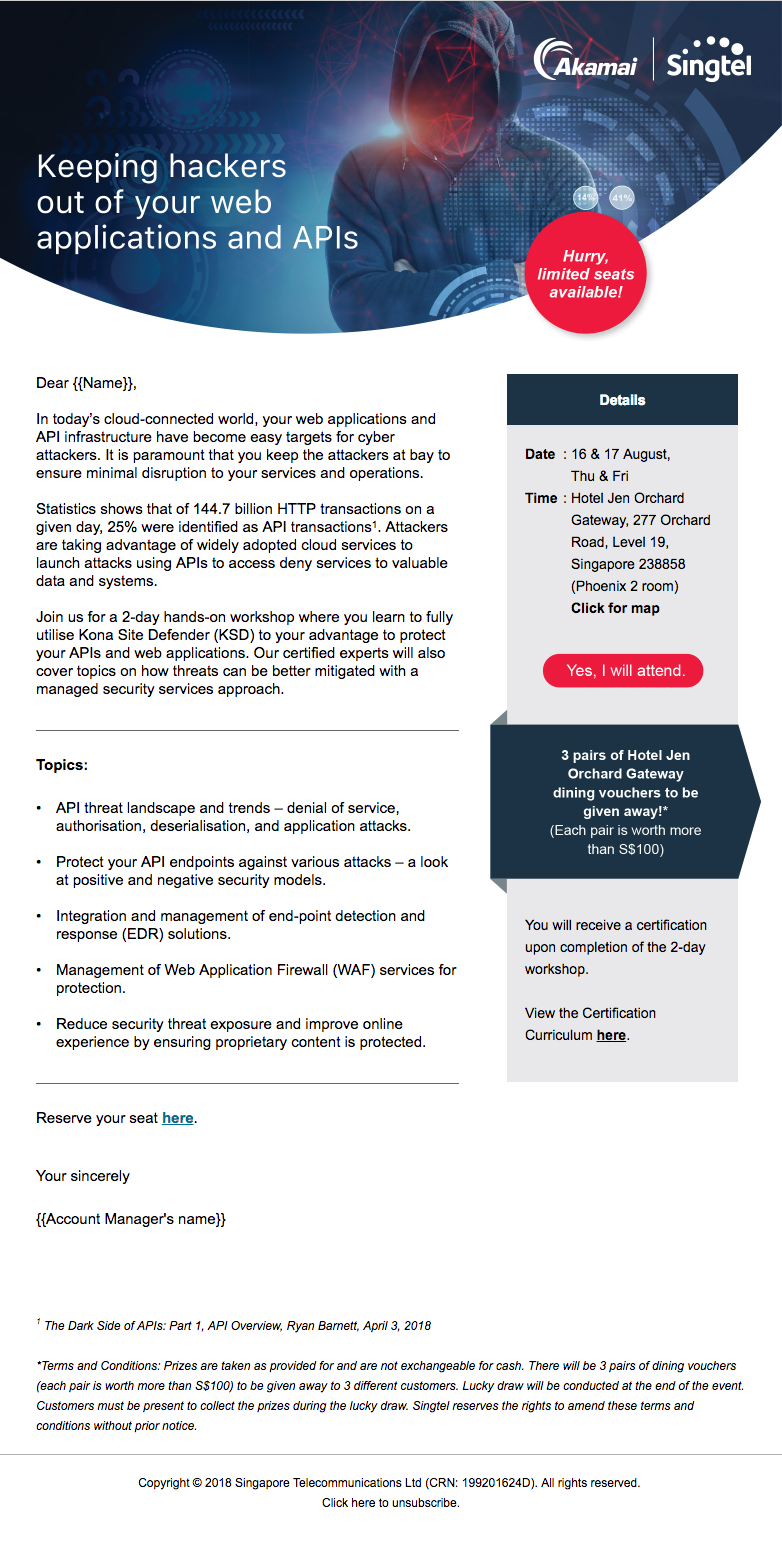 Akamai
Singtel
Keeping hackers
out of your web
applications and APIs
14%
41%
Hurry,
limited seats
available!
Dear {{Name}},
In today’s cloud-connected world, your web applications and
API infrastructure have become easy targets for cyber
attackers. It is paramount that you keep the attackers at bay to
ensure minimal disruption to your services and operations.
Statistics shows that of 144.7 billion HTTP transactions on a
given day, 25% were identified as API transactions¹. Attackers
are taking advantage of widely adopted cloud services to
launch attacks using APIs to access deny services to valuable
data and systems.
Join us for a 2-day hands-on workshop where you learn to fully
utilise Kona Site Defender (KSD) to your advantage to protect
your APIs and web applications. Our certified experts will also
cover topics on how threats can be better mitigated with a
managed security services approach.
Topics:
• API threat landscape and trends – denial of service,
authorisation, deserialisation, and application attacks.
• Protect your API endpoints against various attacks – a look
at positive and negative security models.
• Integration and management of end-point detection and
response (EDR) solutions.
• Management of Web Application Firewall (WAF) services for
protection.
• Reduce security threat exposure and improve online
experience by ensuring proprietary content is protected.
Reserve your seat here.
Your sincerely
{{Account Manager's name}}
Details
Date : 16 & 17 August,
Thu & Fri
Time : Hotel Jen Orchard
Gateway, 277 Orchard
Road, Level 19,
Singapore 238858
(Phoenix 2 room)
Click for map
Yes, I will attend.
3 pairs of Hotel Jen
Orchard Gateway
dining vouchers to be
given away!*
(Each pair is worth more
than S$100)
You will receive a certification
upon completion of the 2-day
workshop.
View the Certification
Curriculum here.
¹ The Dark Side of APIs: Part 1, API Overview, Ryan Barnett, April 3, 2018
*Terms and Conditions: Prizes are taken as provided for and are not exchangeable for cash. There will be 3 pairs of dining vouchers
(each pair is worth more than S$100) to be given away to 3 different customers. Lucky draw will be conducted at the end of the event.
Customers must be present to collect the prizes during the lucky draw. Singtel reserves the rights to amend these terms and
conditions without prior notice.
Copyright © 2018 Singapore Telecommunications Ltd (CRN: 199201624D). All rights reserved.
Click here to unsubscribe.